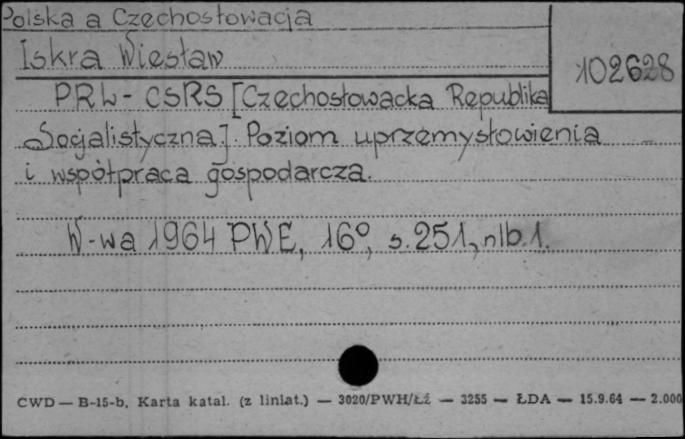 Polska a Czechosłowacja
Iskra Wiesław
102628
PRL - CSRS [Czechosłowacka Republika
Socjalistyczna]. Poziom uprzemysłowienia
i współpraca gospodarcza.
W-wa 1964 PWE, 16°, s. 251, nlb. 1.
CWD — B-15-b, Karta katal. (z liniat.) — 3020/PWH/Łż — 3255 — ŁDA — 15.9.64 — 2.000